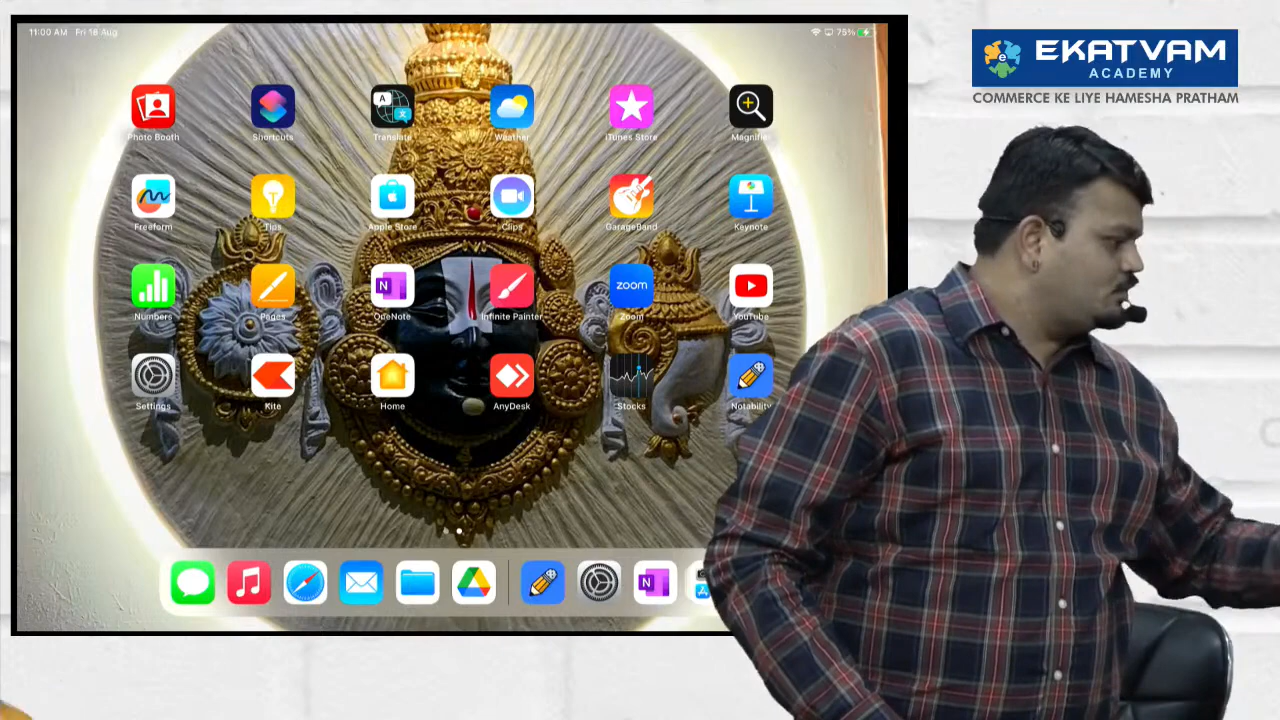 11:00 AM Fri 18 Aug
75%
EKATVAM
ACADEMY
COMMERCE KE LIYE HAMESHA PRATHAM
Photo Booth
Shortcuts
Translate
Weather
iTunes Store
Magnifier
Freeform
Tips
Apple Store
Clips
GarageBand
Keynote
Numbers
Pages
OneNote
Infinite Painter
zoom
Zoom
YouTube
Settings
Kite
Home
AnyDesk
Stocks
Notability